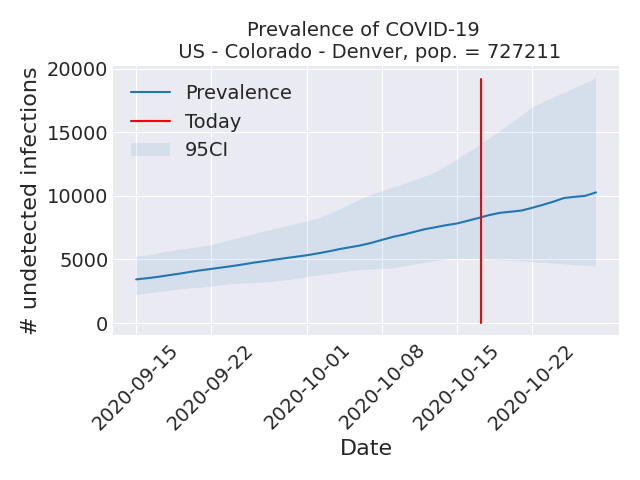 Prevalence of COVID-19
US - Colorado - Denver, pop. = 727211
# undetected infections
20000
15000
10000
5000
0
Prevalence
Today
95CI
2020-09-15
2020-09-22
2020-10-01
2020-10-08
2020-10-15
2020-10-22
Date